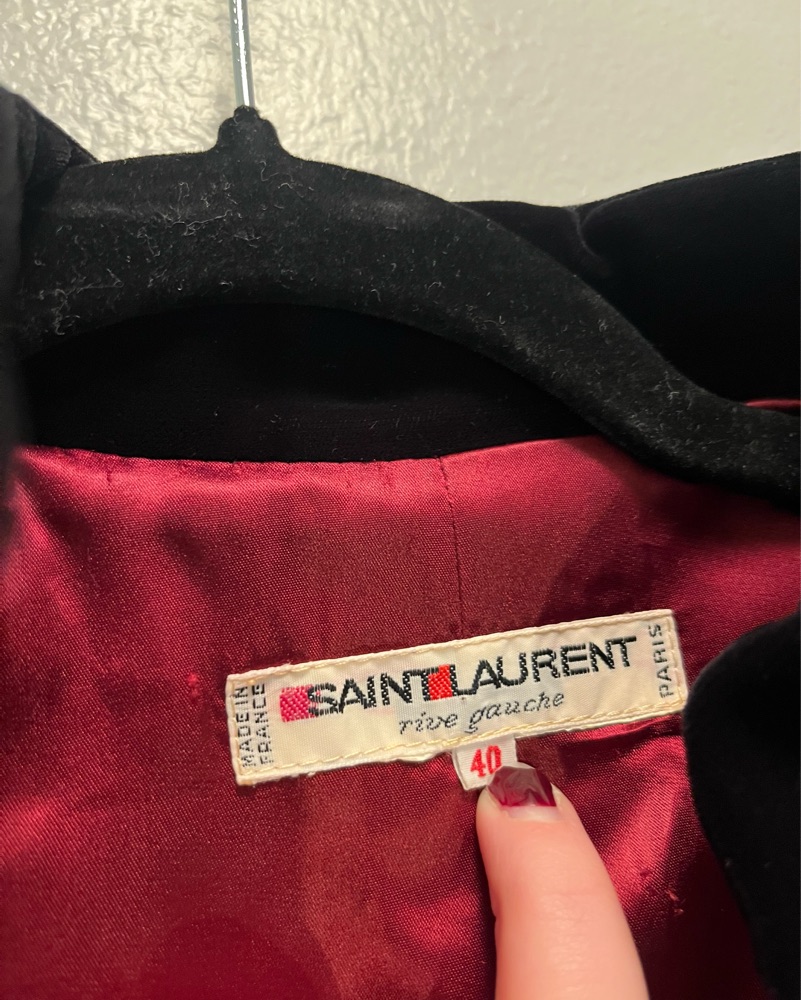 MADE IN
FRANCE
SAINT LAURENT
rive gauche
PARIS
40